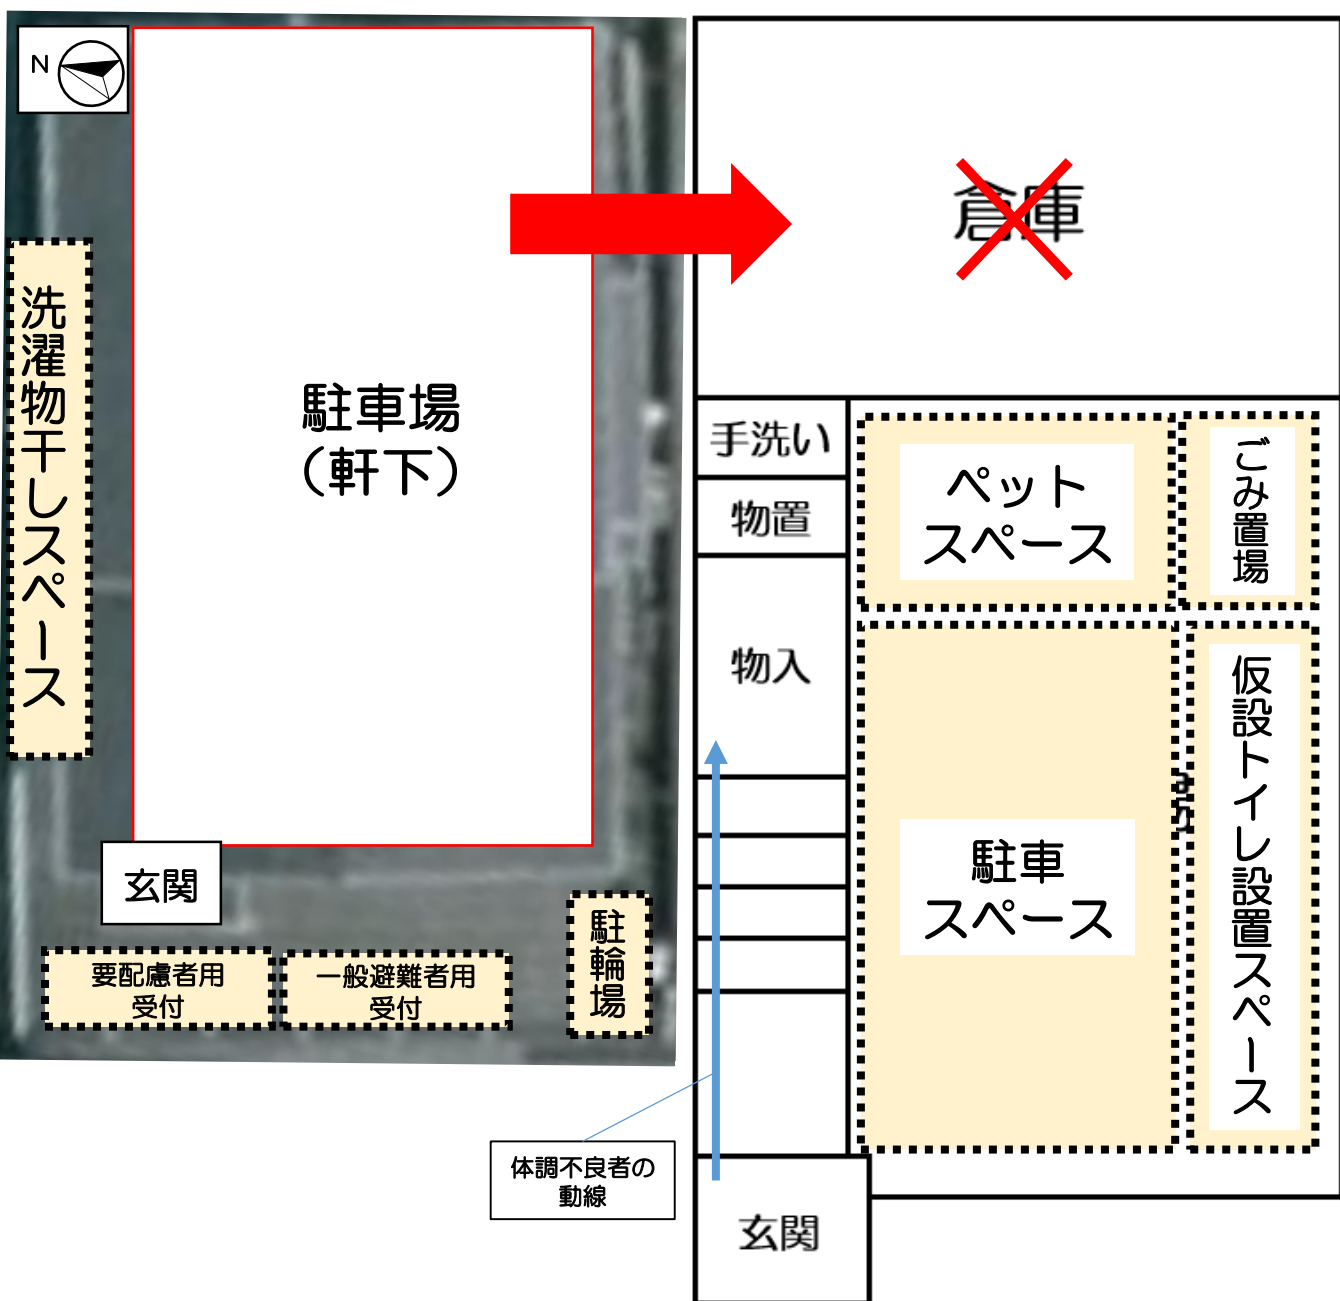 N
倉庫
洗濯物干しスペース
駐車場
（軒下）
手洗い
物置
物入
ペット
スペース
ごみ置場
駐車
スペース
仮設トイレ設置スペース
玄関
要配慮者用
受付
一般避難者用
受付
駐輪場
体調不良者の
動線
玄関